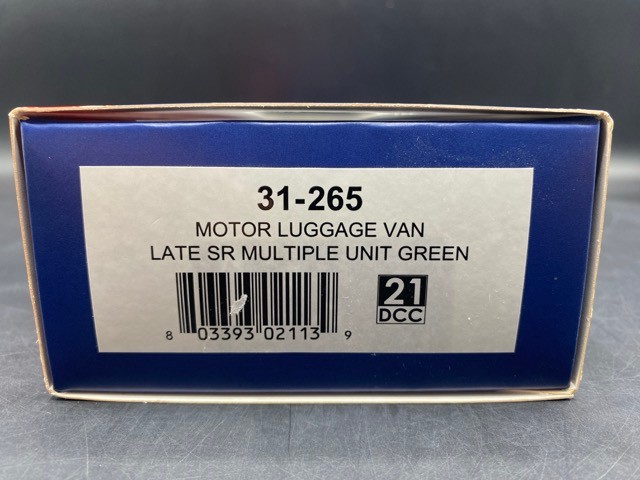 31-265
MOTOR LUGGAGE VAN
LATE SR MULTIPLE UNIT GREEN
8 03393 02113 9
21
DCC